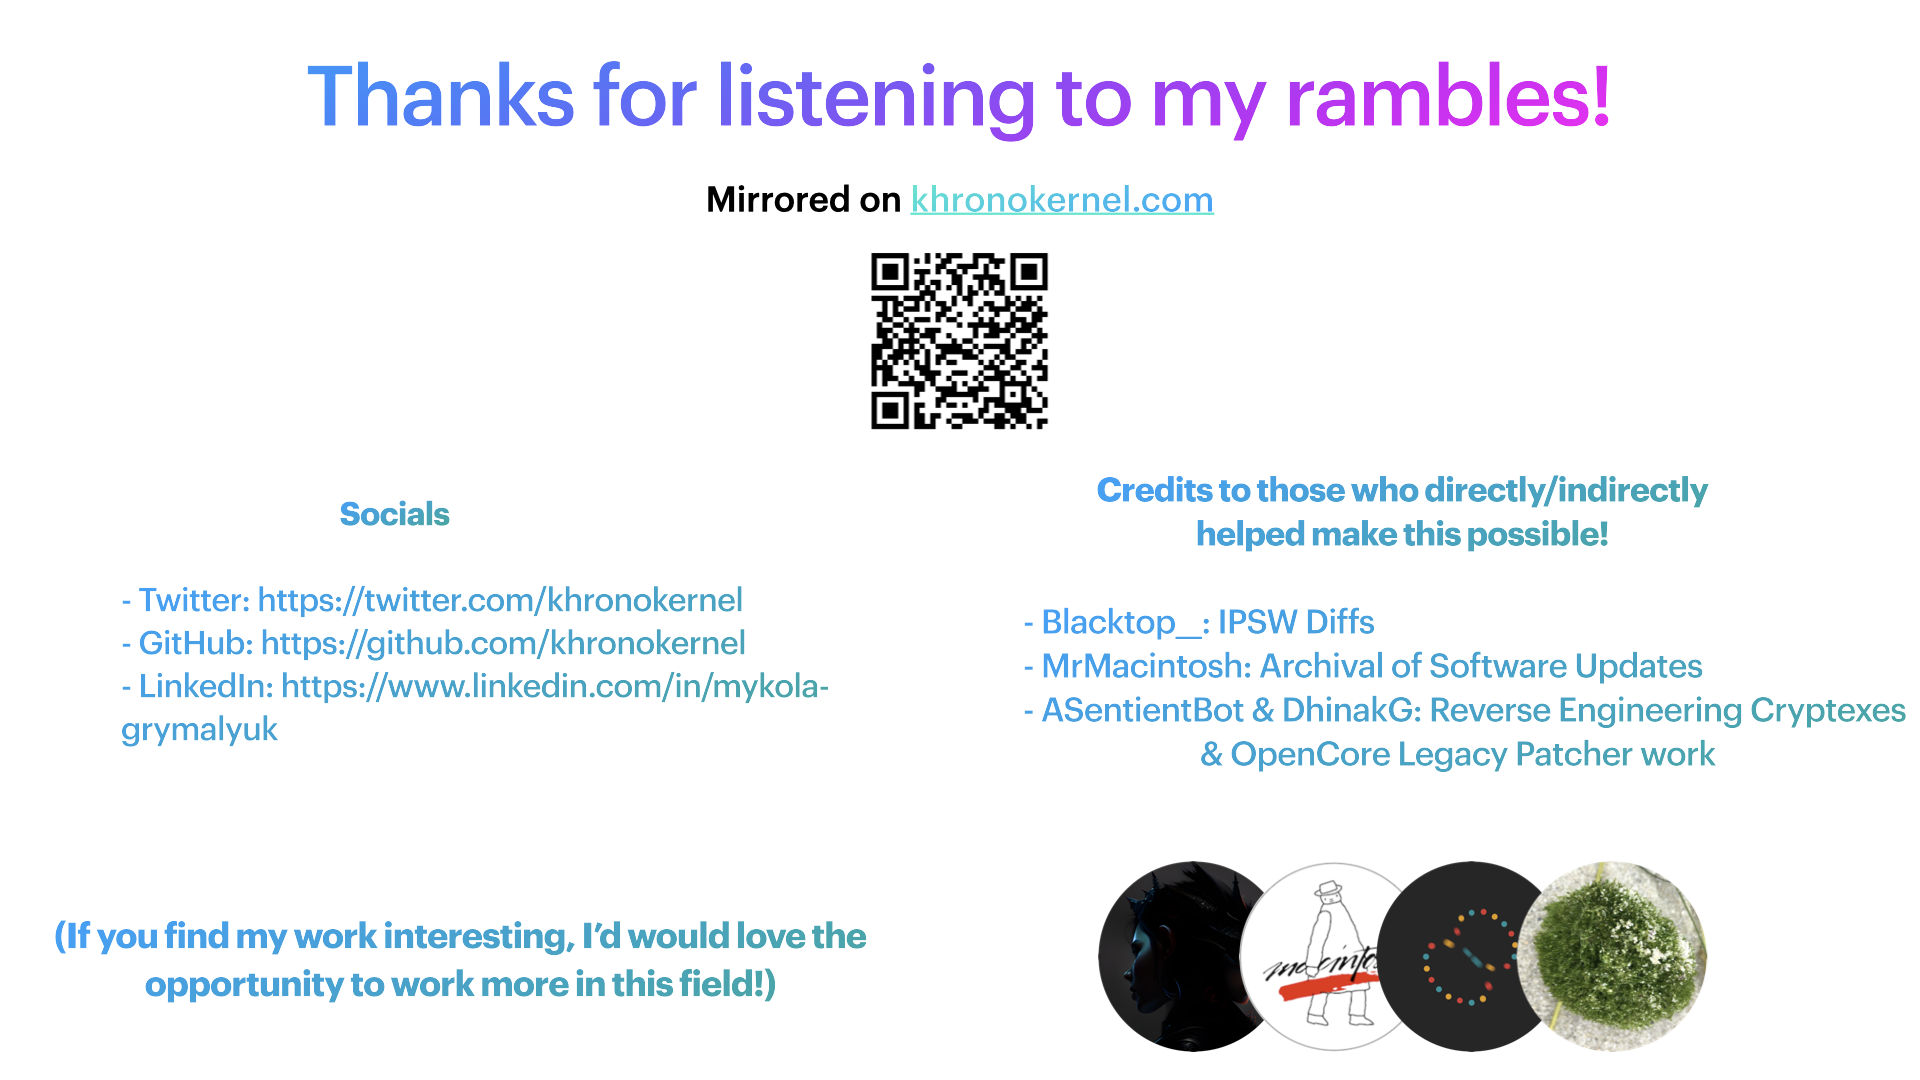 Thanks for listening to my rambles!
Mirrored on khronokernel.com
Socials
- Twitter: https://twitter.com/khronokernel
- GitHub: https://github.com/khronokernel
- LinkedIn: https://www.linkedin.com/in/mykola-
grymalyuk
(If you find my work interesting, I’d would love the
opportunity to work more in this field!)
Credits to those who directly/indirectly
helped make this possible!
- Blacktop__: IPSW Diffs
- MrMacintosh: Archival of Software Updates
- ASentientBot & DhinakG: Reverse Engineering Cryptexes
& OpenCore Legacy Patcher work